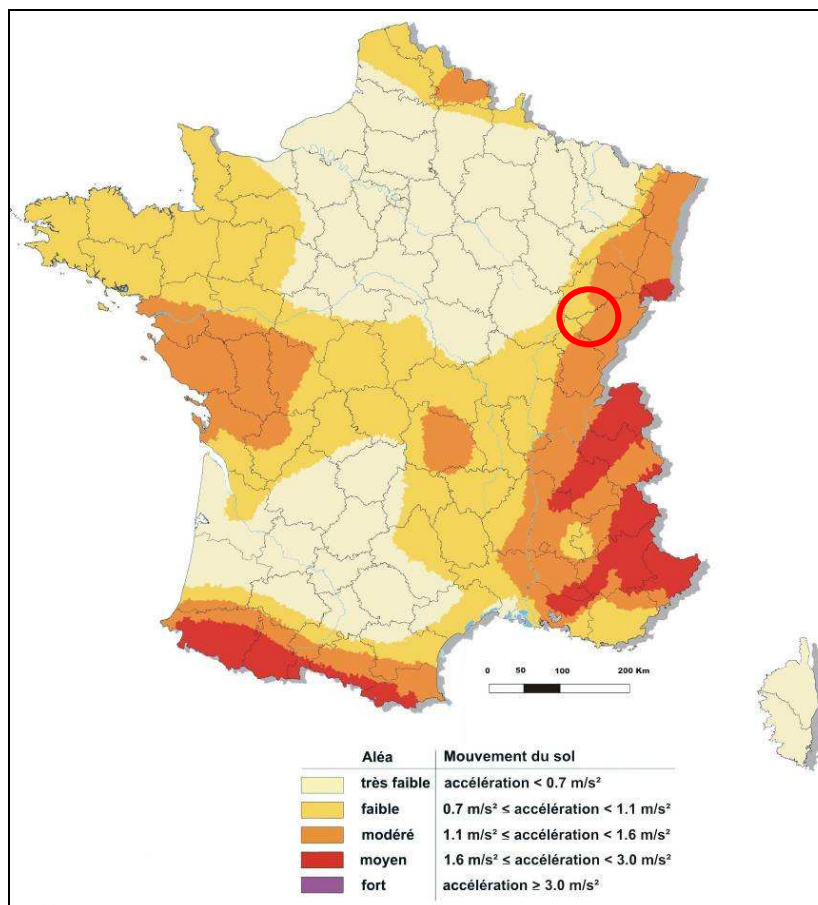 0 50 100 200 Km
Aléa Mouvement du sol
très faible accélération < 0.7 m/s²
faible 0.7 m/s² ≤ accélération < 1.1 m/s²
modéré 1.1 m/s² ≤ accélération < 1.6 m/s²
moyen 1.6 m/s² ≤ accélération < 3.0 m/s²
fort accélération ≥ 3.0 m/s²